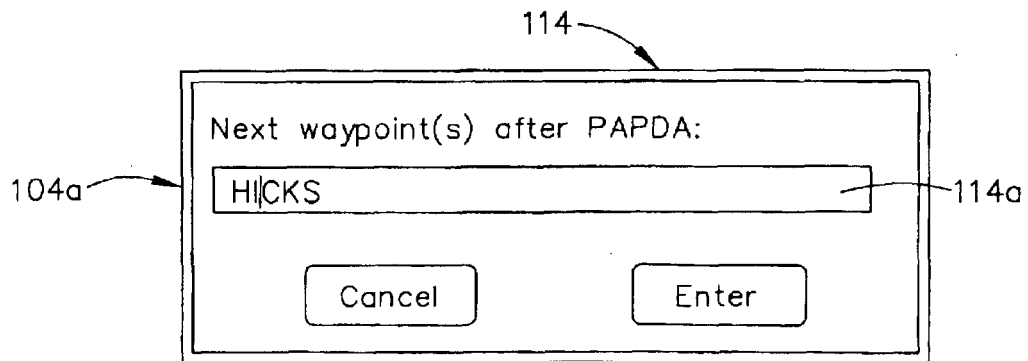 114
Next waypoint(s) after PAPDA:
104a
HICKS
114a
Cancel Enter